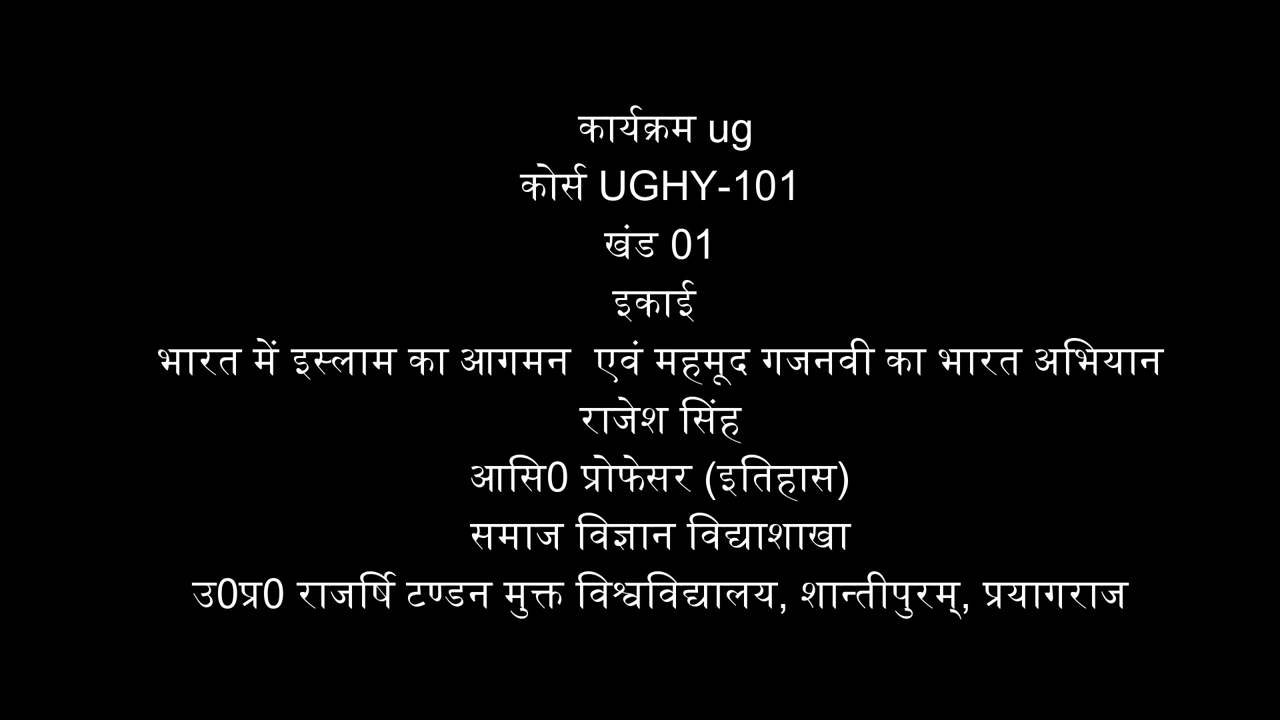 कार्यक्रम ug
कोर्स UGHY-101
खंड 01
इकाई
भारत में इस्लाम का आगमन एवं महमूद गजनवी का भारत अभियान
राजेश सिंह
आसि0 प्रोफेसर (इतिहास)
समाज विज्ञान विद्याशाखा
उ0प्र0 राजर्षि टण्डन मुक्त विश्वविद्यालय, शान्तीपुरम्, प्रयागराज